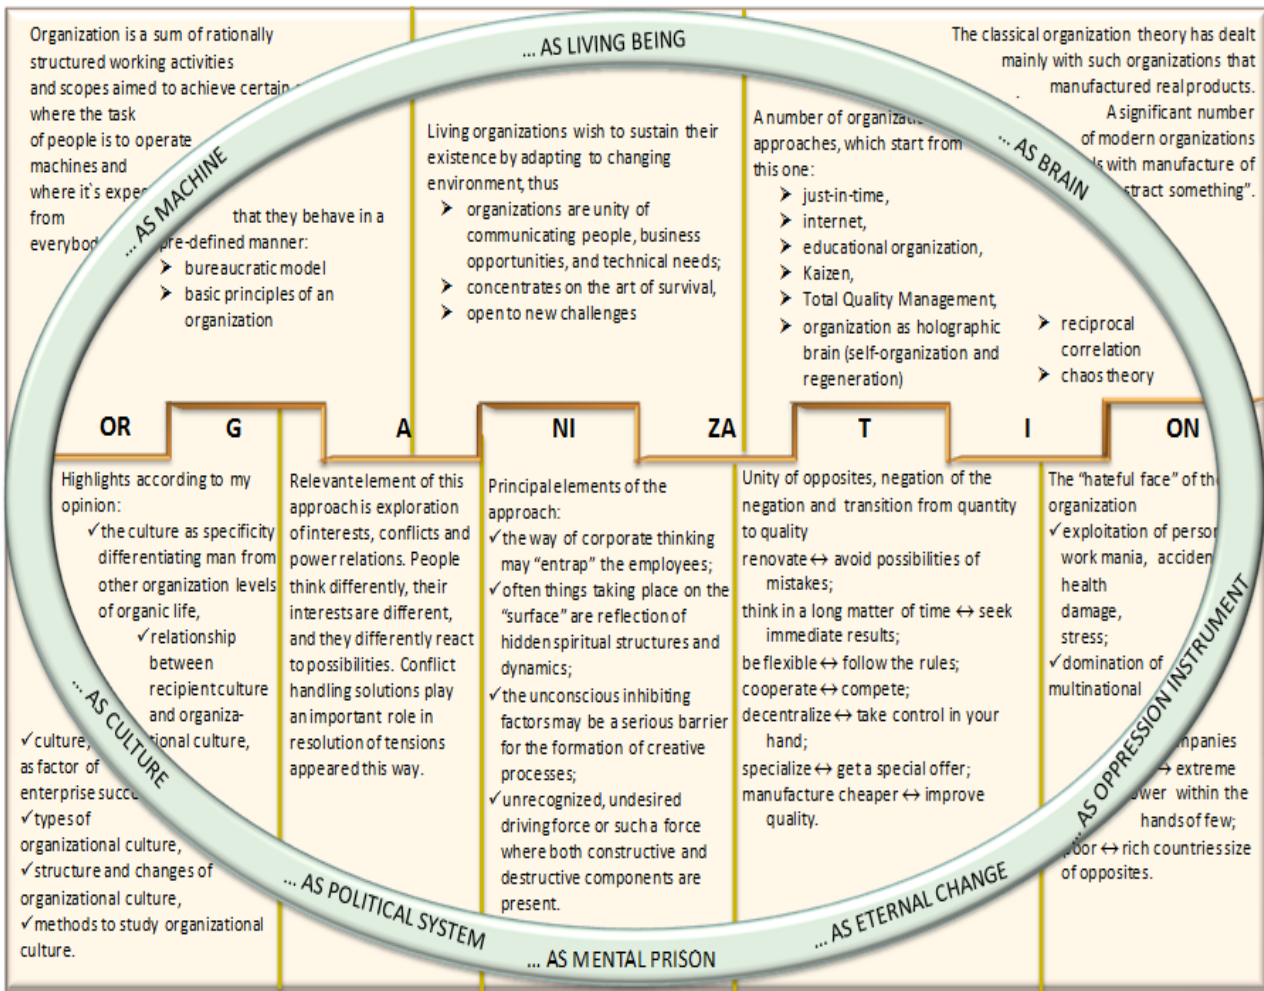 Organization is a sum of rationally
structured working activities
and scopes aimed to achieve certain
where the task
of people is to operate
machines and
where it`s
from
that they behave in a
pre-defined manner:
➤ bureaucratic model
➤ basic principles of an
organization
... AS MACHINE
... AS LIVING BEING
Living organizations wish to sustain their
existence by adapting to changing
environment, thus
➤ organizations are unity of
communicating people, business
opportunities, and technical needs;
➤ concentrates on the art of survival,
➤ open to new challenges
A number of
approaches, which start from
this one:
➤ just-in-time,
➤ internet,
➤ educational organization,
➤ Kaizen,
➤ Total Quality Management,
➤ organization as holographic
brain (self-organization and
regeneration)
➤ reciprocal
correlation
➤ chaos theory
... AS BRAIN
The classical organization theory has dealt
mainly with such organizations that
manufactured real products.
A significant number
of modern organizations
with manufacture of
something”.
OR G A NI ZA T I ON
Highlights according to my
opinion:
✓the culture as specificity
differentiating man from
other organization levels
of organic life,
✓relationship
between
recipient culture
and organiza-
tional culture,
✓culture,
as factor of
enterprise
✓types of
organizational culture,
✓structure and changes of
organizational culture,
✓methods to study organizational
culture.
... AS CULTURE
Relevant element of this
approach is exploration
of interests, conflicts and
power relations. People
think differently, their
interests are different,
and they differently react
to possibilities. Conflict
handling solutions play
an important role in
resolution of tensions
appeared this way.
... AS POLITICAL SYSTEM
Principal elements of the
approach:
✓the way of corporate thinking
may “entrap” the employees;
✓often things taking place on the
“surface” are reflection of
hidden spiritual structures and
dynamics;
✓the unconscious inhibiting
factors may be a serious barrier
for the formation of creative
processes;
✓unrecognized, undesired
driving force or such a force
where both constructive and
destructive components are
present.
... AS MENTAL PRISON
Unity of opposites, negation of the
negation and transition from quantity
to quality
renovate ↔ avoid possibilities of
mistakes;
think in a long matter of time ↔ seek
immediate results;
be flexible ↔ follow the rules;
cooperate ↔ compete;
decentralize ↔ take control in your
hand;
specialize ↔ get a special offer;
manufacture cheaper ↔ improve
quality.
... AS ETERNAL CHANGE
The “hateful face” of the
organization
✓exploitation of
work mania,
health
damage,
stress;
✓domination of
multinational
↔ extreme
within the
hands of few;
↔ rich countries size
of opposites.
... AS OPPRESSION INSTRUMENT